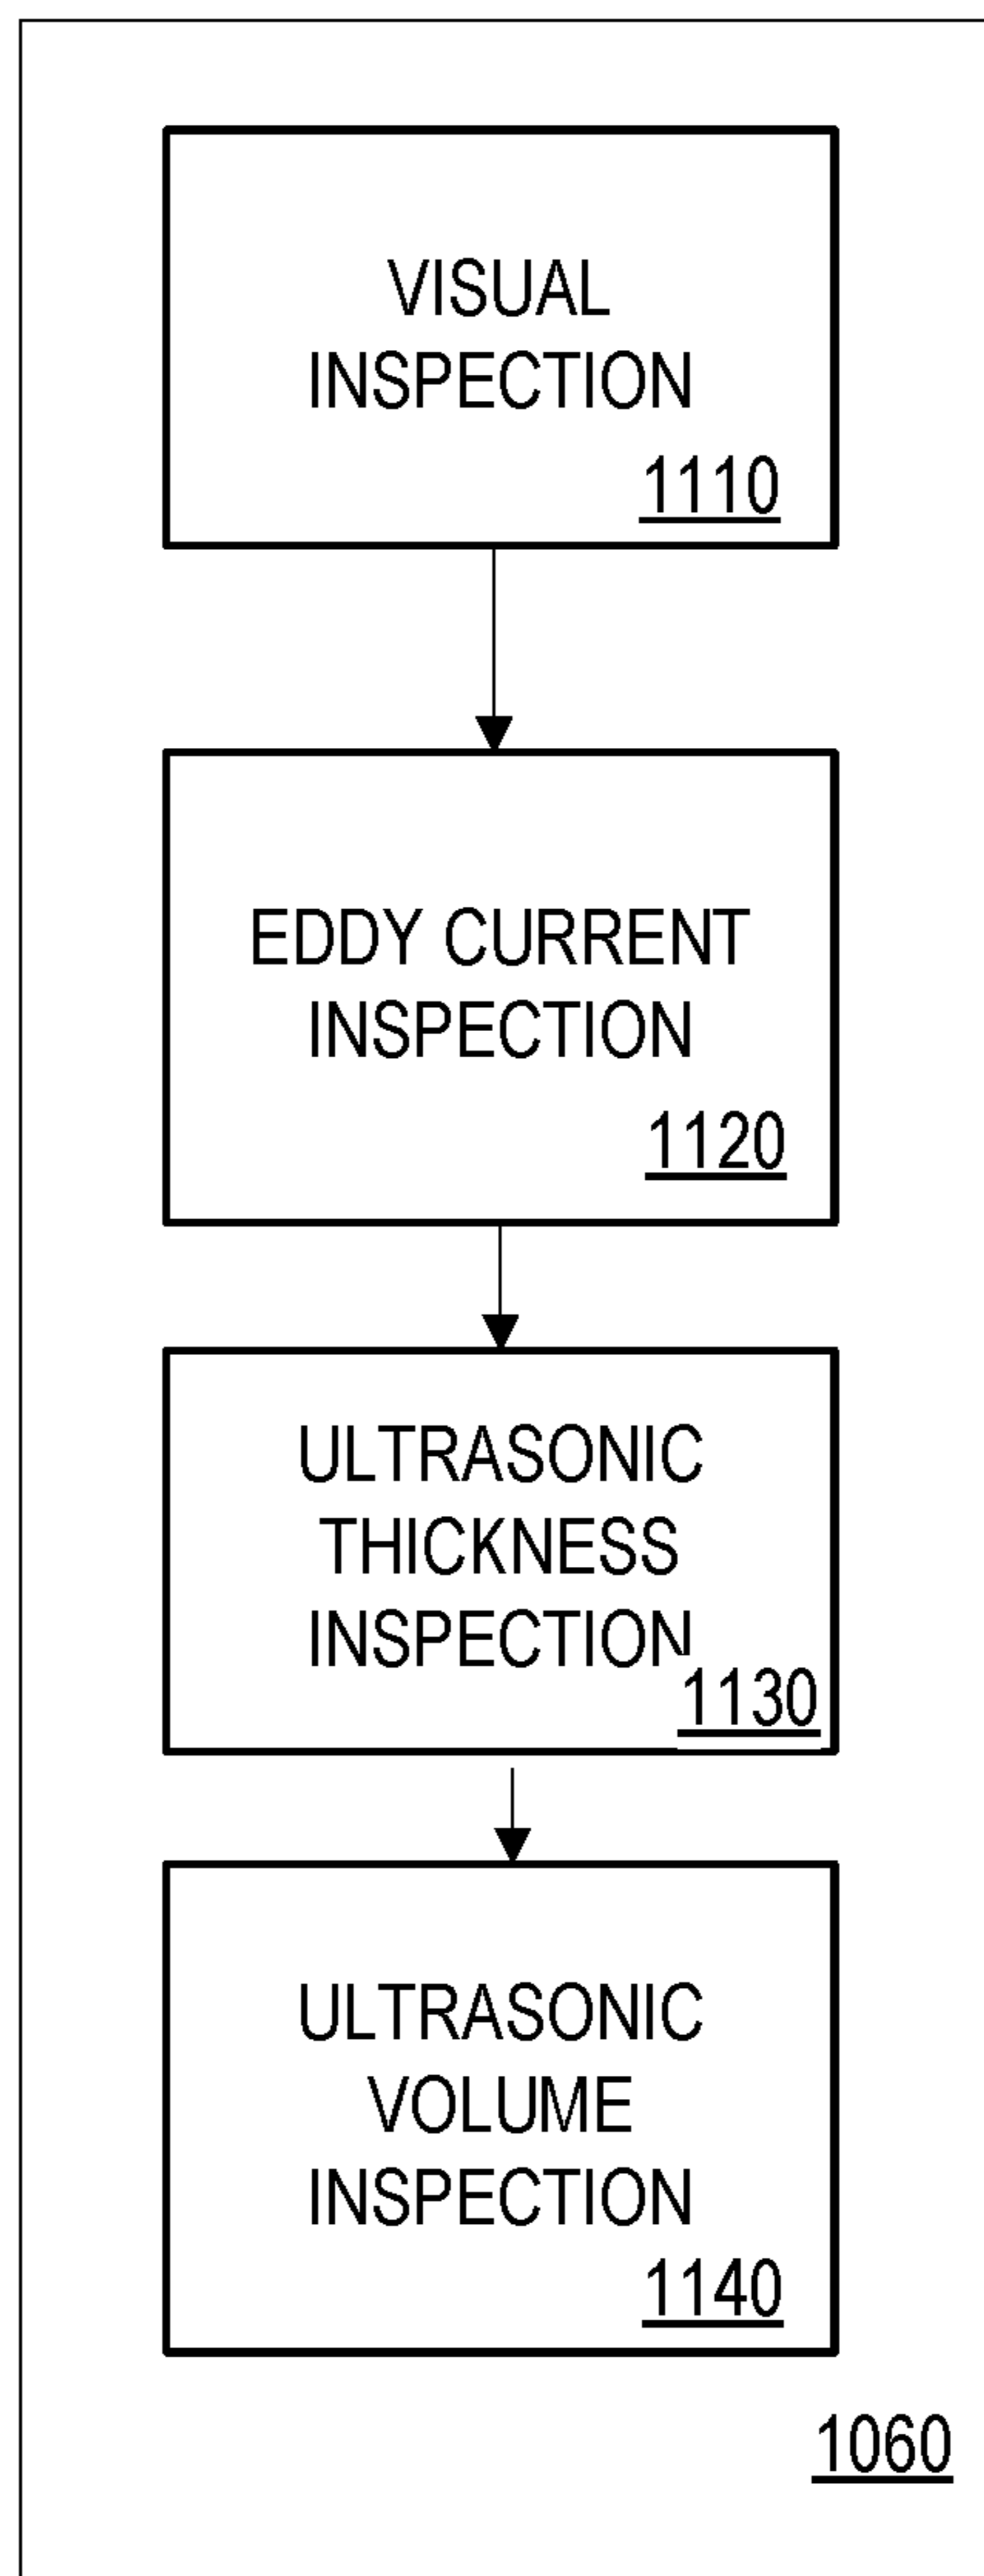 VISUAL
INSPECTION
1110
EDDY CURRENT
INSPECTION
1120
ULTRASONIC
THICKNESS
INSPECTION
1130
ULTRASONIC
VOLUME
INSPECTION
1140
1060